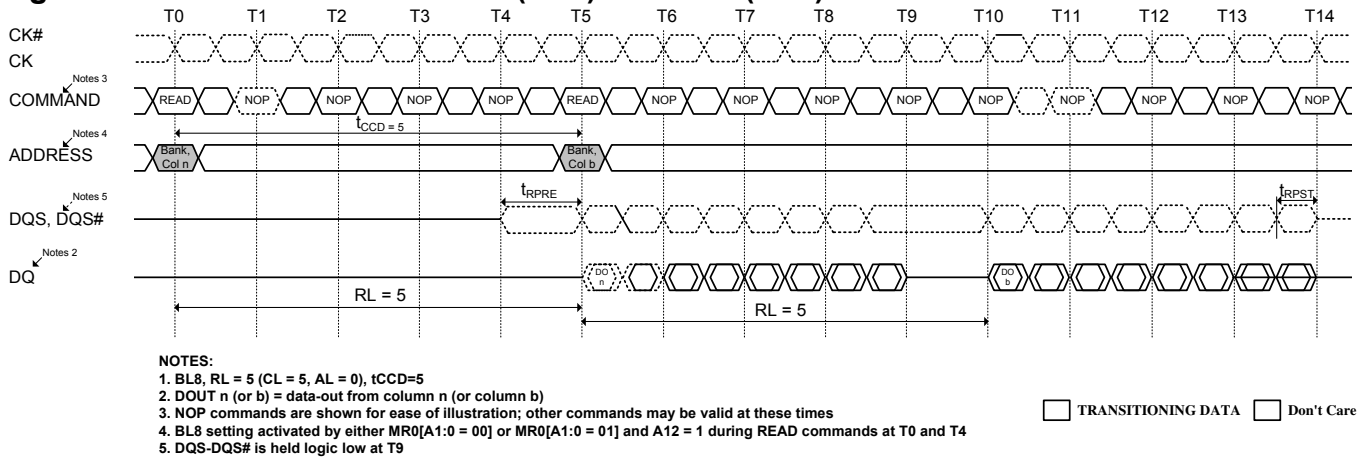 T0 T1 T2 T3 T4 T5 T6 T7 T8 T9 T10 T11 T12 T13 T14
CK#
CK
Notes 3
COMMAND READ NOP NOP NOP NOP READ NOP NOP NOP NOP NOP NOP NOP NOP
tCCD = 5
Notes 4
ADDRESS Bank, Col n Bank, Col b
Notes 5
tRPRE tRPST
DQS, DQS#
Notes 2
DQ DO n DO b
RL = 5
RL = 5
NOTES:
1. BL8, RL = 5 (CL = 5, AL = 0), tCCD=5
2. DOUT n (or b) = data-out from column n (or column b)
3. NOP commands are shown for ease of illustration; other commands may be valid at these times
4. BL8 setting activated by either MR0[A1:0 = 00] or MR0[A1:0 = 01] and A12 = 1 during READ commands at T0 and T4
5. DQS-DQS# is held logic low at T9
TRANSITIONING DATA Don't Care